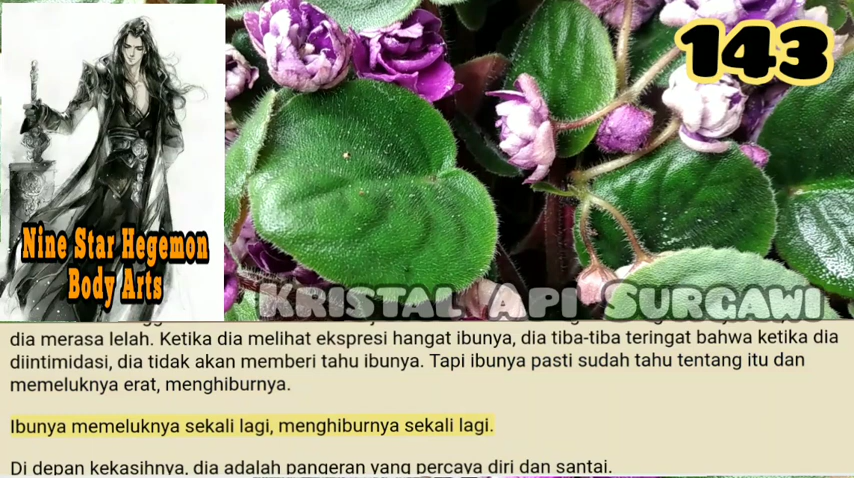 143
Nine Star Hegemon
Body Arts
Kristal Api Surgawi
dia merasa lelah. Ketika dia melihat ekspresi hangat ibunya, dia tiba-tiba teringat bahwa ketika dia
diintimidasi, dia tidak akan memberi tahu ibunya. Tapi ibunya pasti sudah tahu tentang itu dan
memeluknya erat, menghiburnya.
Ibunya memeluknya sekali lagi, menghiburnya sekali lagi.
Di depan kekasihnya, dia adalah pangeran yang percaya diri dan santai.